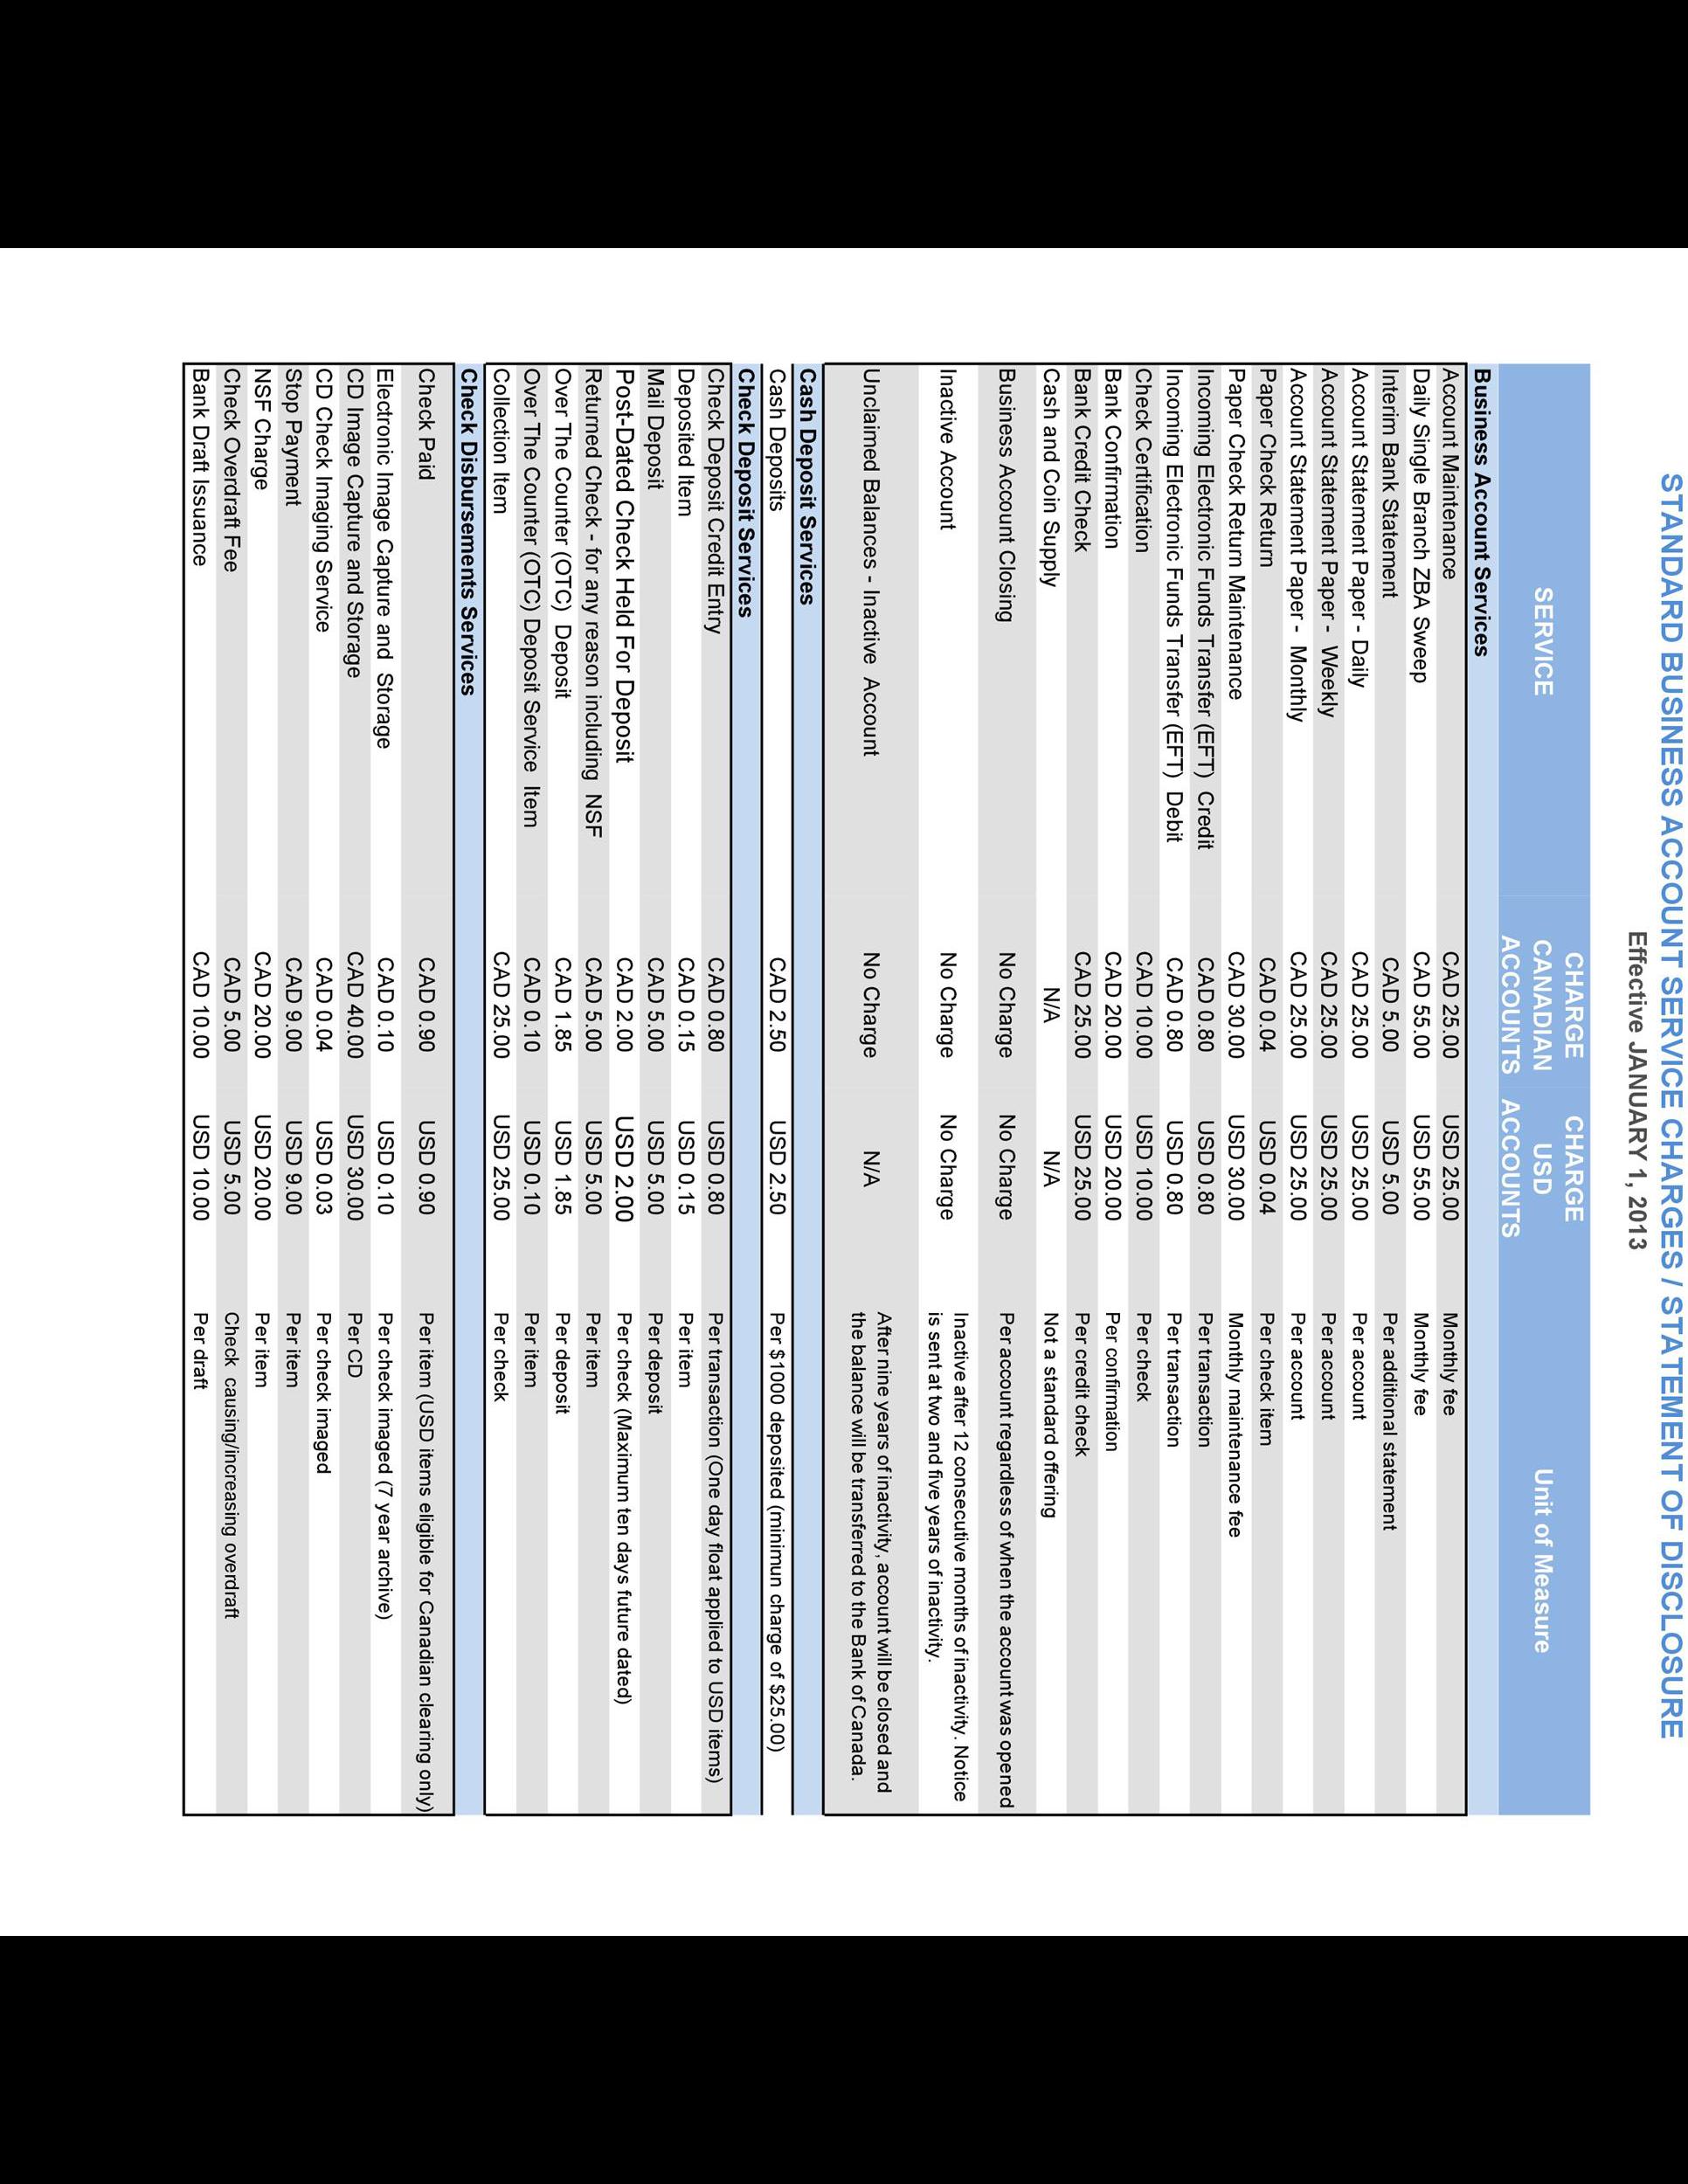 STANDARD BUSINESS ACCOUNT SERVICE CHARGES / STATEMENT OF DISCLOSURE
Effective JANUARY 1, 2013
SERVICE CHARGE CANADIAN ACCOUNTS CHARGE USD ACCOUNTS Unit of Measure
Business Account Services
Account Maintenance CAD 25.00 USD 25.00 Monthly fee
Daily Single Branch ZBA Sweep CAD 55.00 USD 55.00 Monthly fee
Interim Bank Statement CAD 5.00 USD 5.00 Per additional statement
Account Statement Paper - Daily CAD 25.00 USD 25.00 Per account
Account Statement Paper - Weekly CAD 25.00 USD 25.00 Per account
Account Statement Paper - Monthly CAD 25.00 USD 25.00 Per account
Paper Check Return CAD 0.04 USD 0.04 Per check item
Paper Check Return Maintenance CAD 30.00 USD 30.00 Monthly maintenance fee
Incoming Electronic Funds Transfer (EFT) Credit CAD 0.80 USD 0.80 Per transaction
Incoming Electronic Funds Transfer (EFT) Debit CAD 0.80 USD 0.80 Per transaction
Check Certification CAD 10.00 USD 10.00 Per check
Bank Confirmation CAD 20.00 USD 20.00 Per confirmation
Bank Credit Check CAD 25.00 USD 25.00 Per credit check
Cash and Coin Supply N/A N/A Not a standard offering
Business Account Closing No Charge No Charge Per account regardless of when the account was opened
Inactive Account No Charge No Charge Inactive after 12 consecutive months of inactivity. Notice
is sent at two and five years of inactivity.
Unclaimed Balances - Inactive Account No Charge N/A After nine years of inactivity, account will be closed and
the balance will be transferred to the Bank of Canada.
Cash Deposit Services
Cash Deposits CAD 2.50 USD 2.50 Per $1000 deposited (minimun charge of $25.00)
Check Deposit Services
Check Deposit Credit Entry CAD 0.80 USD 0.80 Per transaction (One day float applied to USD items)
Deposited Item CAD 0.15 USD 0.15 Per item
Mail Deposit CAD 5.00 USD 5.00 Per deposit
Post-Dated Check Held For Deposit CAD 2.00 USD 2.00 Per check (Maximum ten days future dated)
Returned Check - for any reason including NSF CAD 5.00 USD 5.00 Per item
Over The Counter (OTC) Deposit CAD 1.85 USD 1.85 Per deposit
Over The Counter (OTC) Deposit Service Item CAD 0.10 USD 0.10 Per item
Collection Item CAD 25.00 USD 25.00 Per check
Check Disbursements Services
Check Paid CAD 0.90 USD 0.90 Per item (USD items eligible for Canadian clearing only)
Electronic Image Capture and Storage CAD 0.10 USD 0.10 Per check imaged (7 year archive)
CD Image Capture and Storage CAD 40.00 USD 30.00 Per CD
CD Check Imaging Service CAD 0.04 USD 0.03 Per check imaged
Stop Payment CAD 9.00 USD 9.00 Per item
NSF Charge CAD 20.00 USD 20.00 Per item
Check Overdraft Fee CAD 5.00 USD 5.00 Check causing/increasing overdraft
Bank Draft Issuance CAD 10.00 USD 10.00 Per draft